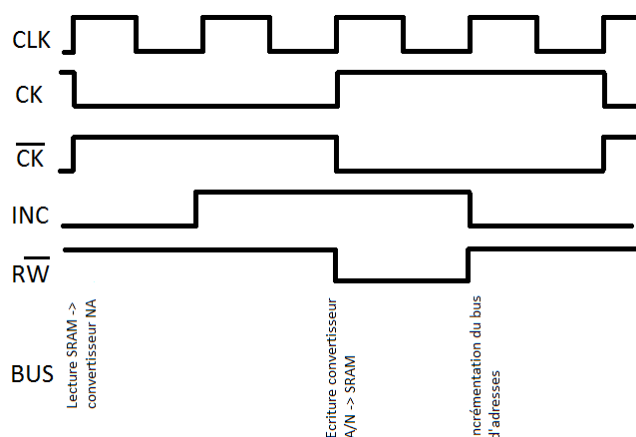 CLK
CK
CK
INC
RW
BUS
Lecture SRAM ->
convertisseur NA
Ecriture convertisseur
A/N -> SRAM
ncrémentation du bus
d'adresses